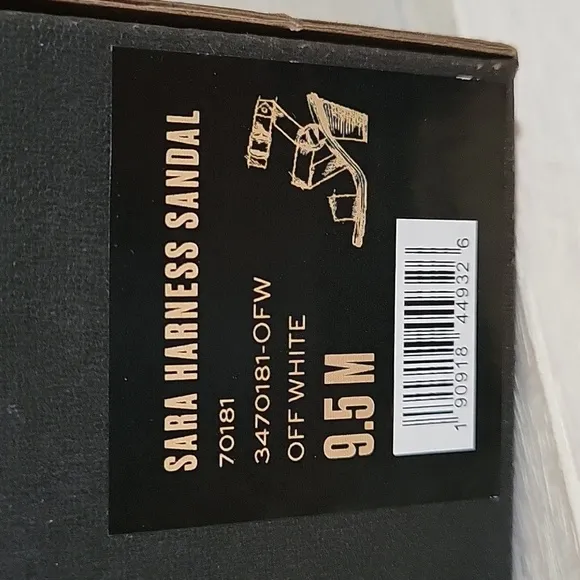 SARA HARNESS SANDAL
70181
3470181-OFW
OFF WHITE
9.5 M
1 90918 44932 6